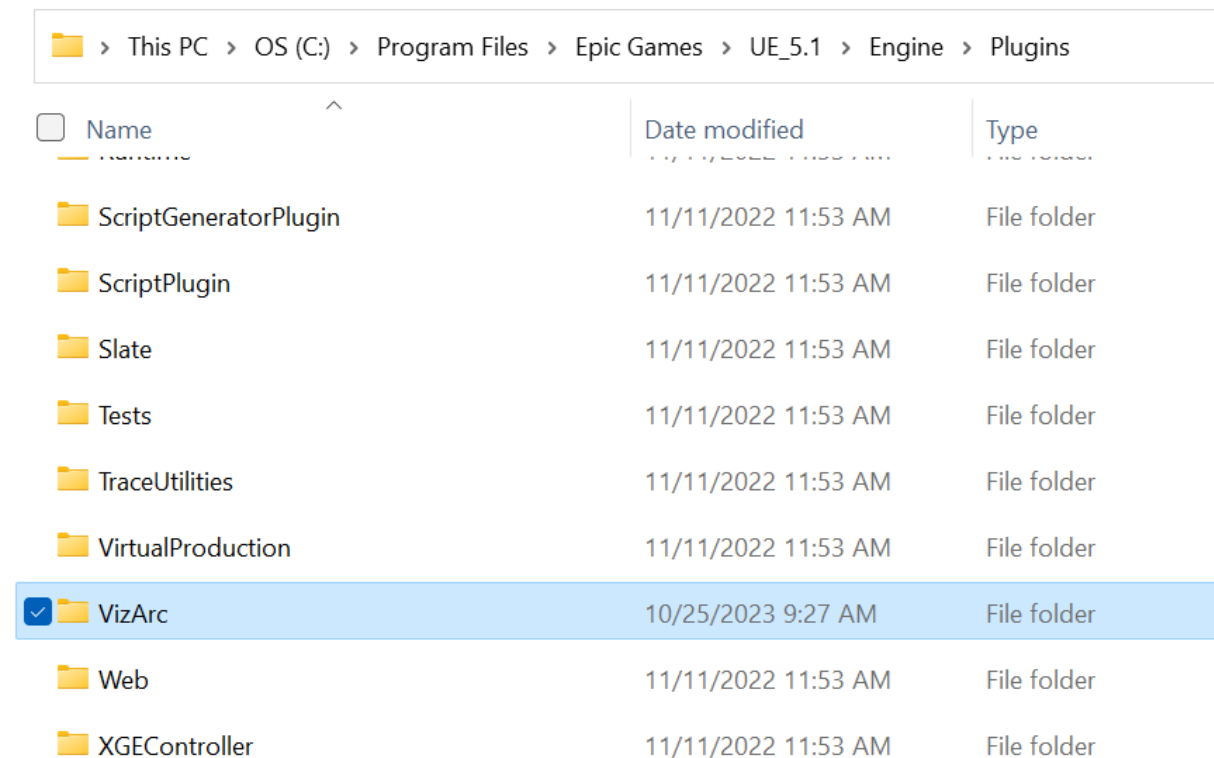 This PC > OS (C:) > Program Files > Epic Games > UE_5.1 > Engine > Plugins
Name Date modified Type
ScriptGeneratorPlugin 11/11/2022 11:53 AM File folder
ScriptPlugin 11/11/2022 11:53 AM File folder
Slate 11/11/2022 11:53 AM File folder
Tests 11/11/2022 11:53 AM File folder
TraceUtilities 11/11/2022 11:53 AM File folder
VirtualProduction 11/11/2022 11:53 AM File folder
VizArc 10/25/2023 9:27 AM File folder
Web 11/11/2022 11:53 AM File folder
XGEController 11/11/2022 11:53 AM File folder